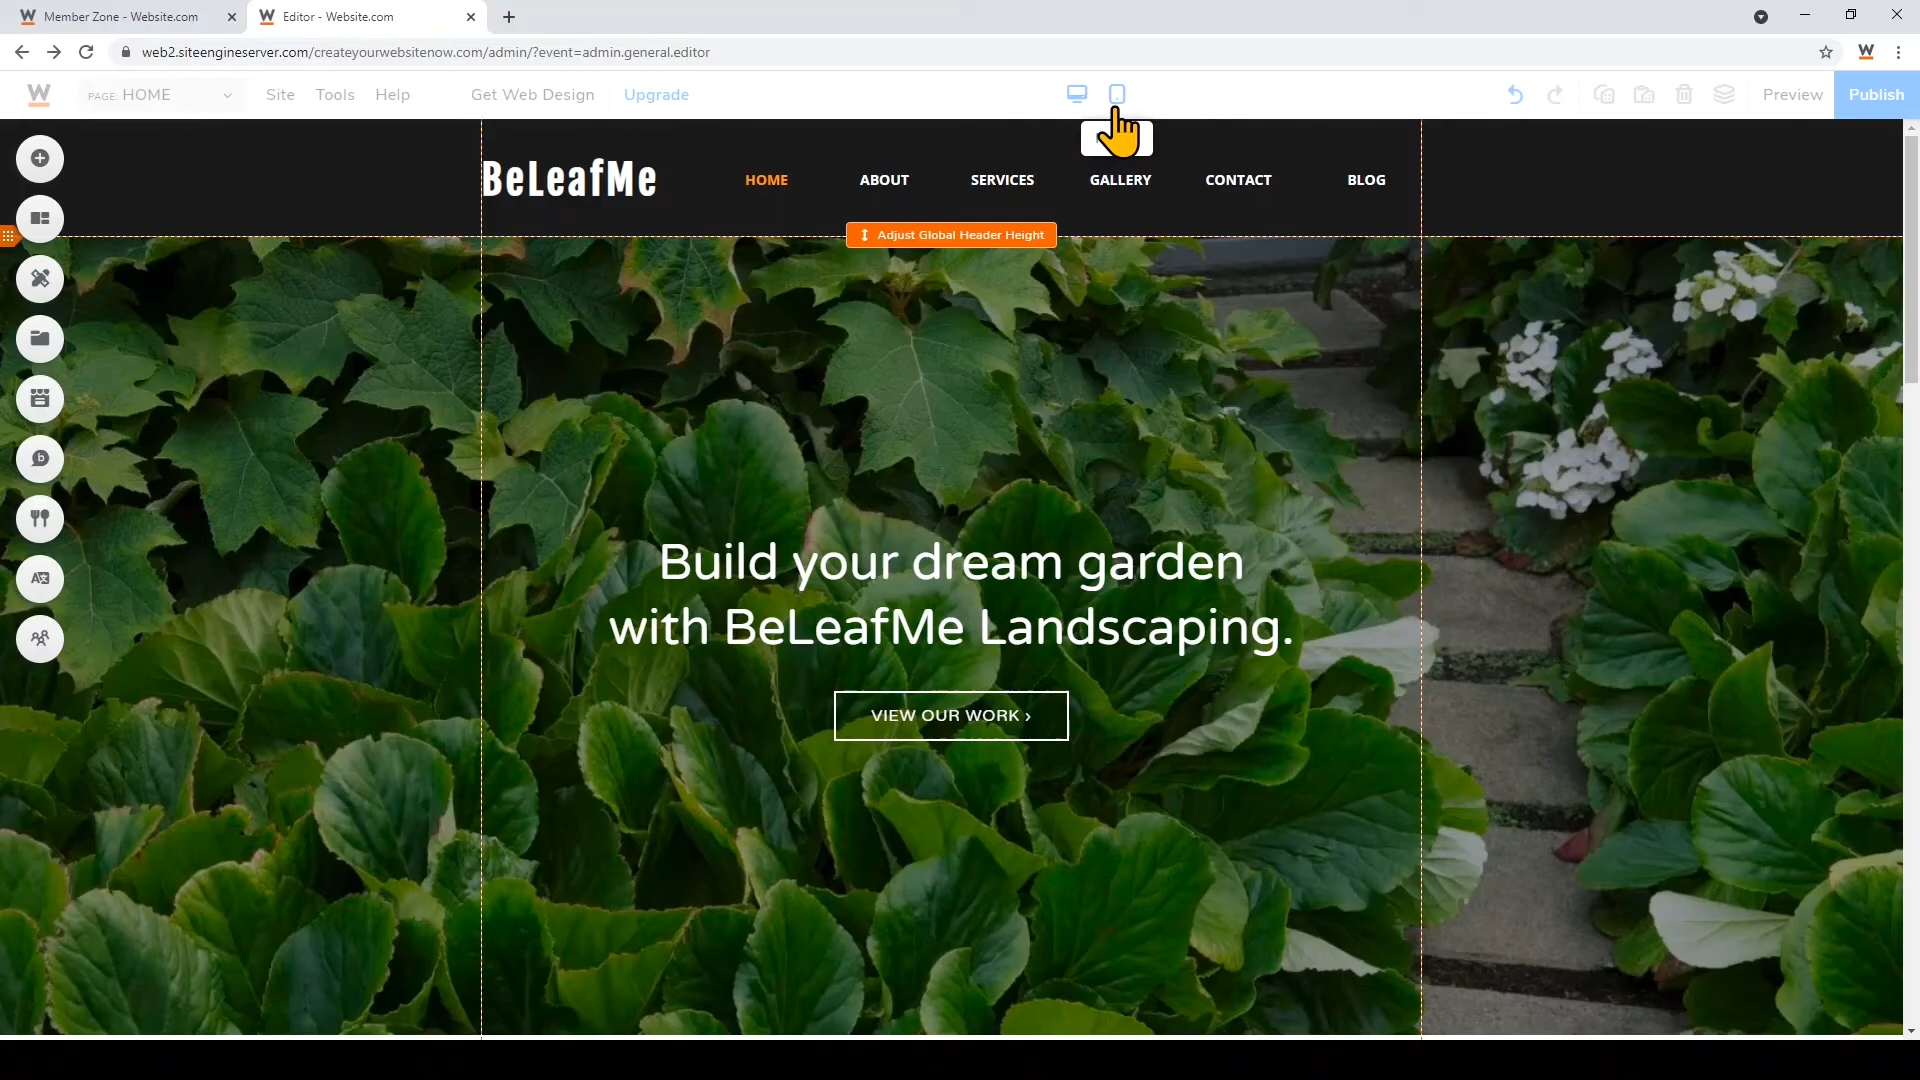 Member Zone - Website.com
Editor - Website.com
web2.siteengineserver.com/createyourwebsitenow.com/admin/?event=admin.general.editor
W
PAGE: HOME
Site
Tools
Help
Get Web Design
Upgrade
Preview
Publish
BeLeafMe
HOME
ABOUT
SERVICES
GALLERY
CONTACT
BLOG
Adjust Global Header Height
Build your dream garden
with BeLeafMe Landscaping.
VIEW OUR WORK ›